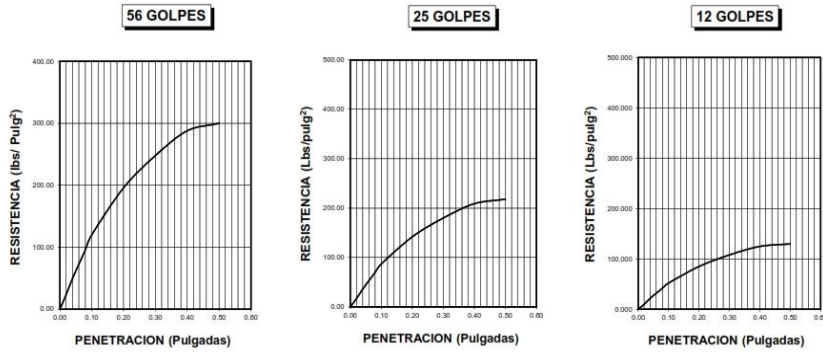 56 GOLPES
RESISTENCIA (lbs/ Pulg²)
400.00
300.00
200.00
100.00
0.00
0.00 0.10 0.20 0.30 0.40 0.50 0.60
PENETRACION (Pulgadas)
25 GOLPES
RESISTENCIA (Lbs/pulg²)
500.00
400.00
300.00
200.00
100.00
0.00
0.00 0.10 0.20 0.30 0.40 0.50 0.60
PENETRACION (Pulgadas)
12 GOLPES
RESISTENCIA (Lbs/pulg²)
500.000
400.000
300.000
200.000
100.000
0.000
0.00 0.10 0.20 0.30 0.40 0.50 0.60
PENETRACION (Pulgadas)